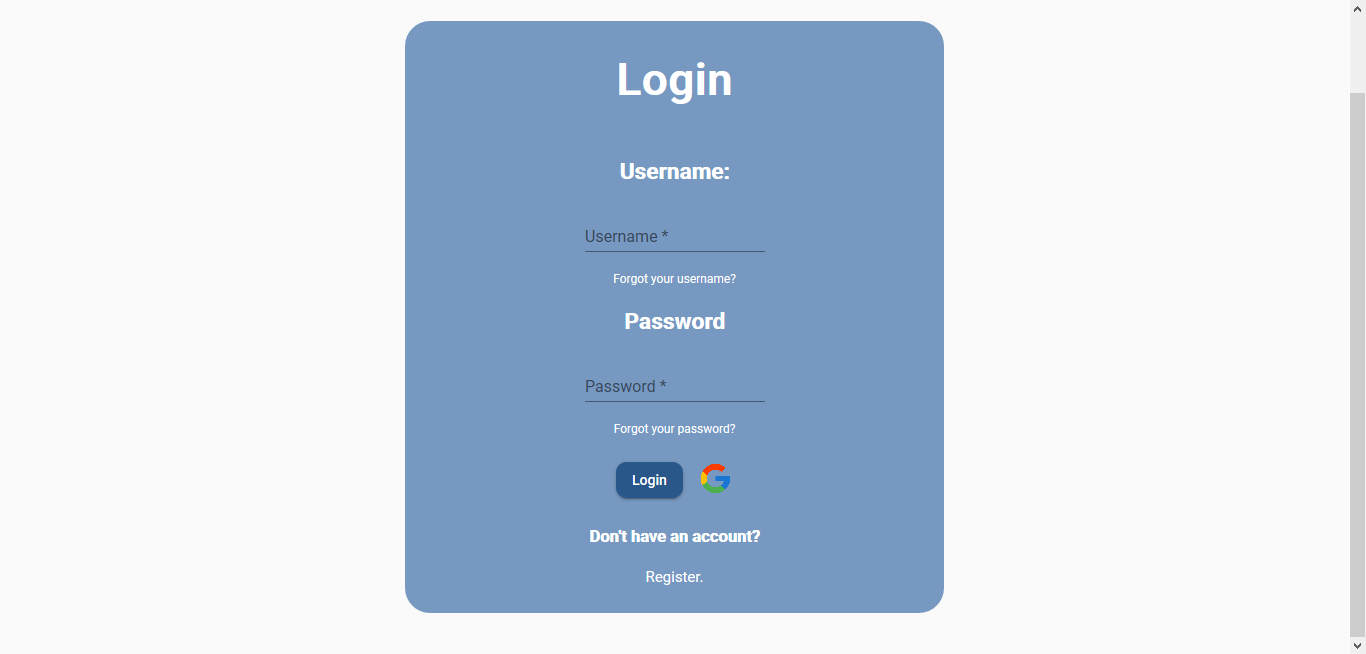 Login
Username:
Username *
Forgot your username?
Password
Password *
Forgot your password?
Login
Don't have an account?
Register.